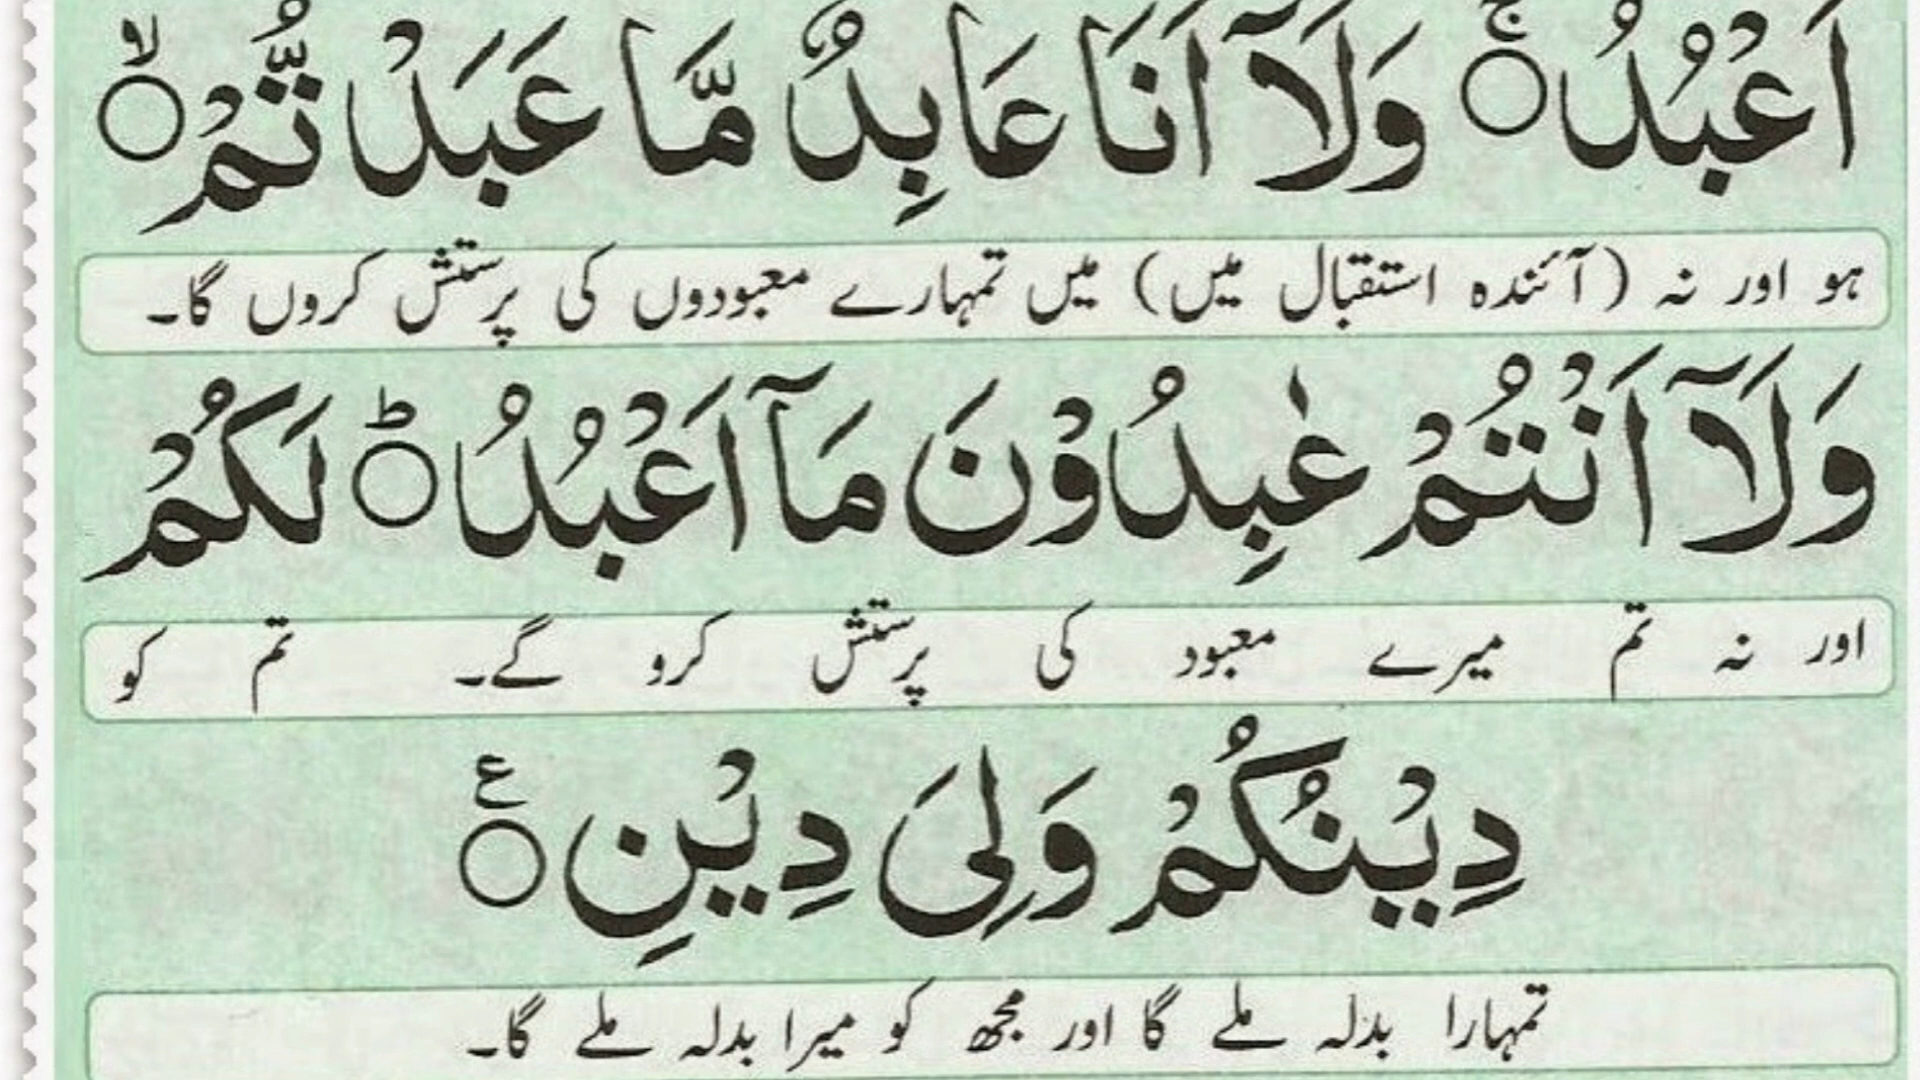 اَعْبُدُ ۚ۝ وَلَاۤ اَنَا عَابِدٌ مَّا عَبَدْتُّمْ ۙ۝
ہو اور نہ (آئندہ استقبال میں) میں تمہارے معبودوں کی پرستش کروں گا۔
وَلَاۤ اَنْتُمْ عٰبِدُوْنَ مَاۤ اَعْبُدُ ؕ۝ لَكُمْ
اور نہ تم میرے معبود کی پرستش کرو گے۔ تم کو
دِيْنُكُمْ وَلِىَ دِيْنِ ۝ع
تمہارا بدلہ ملے گا اور مجھ کو میرا بدلہ ملے گا۔